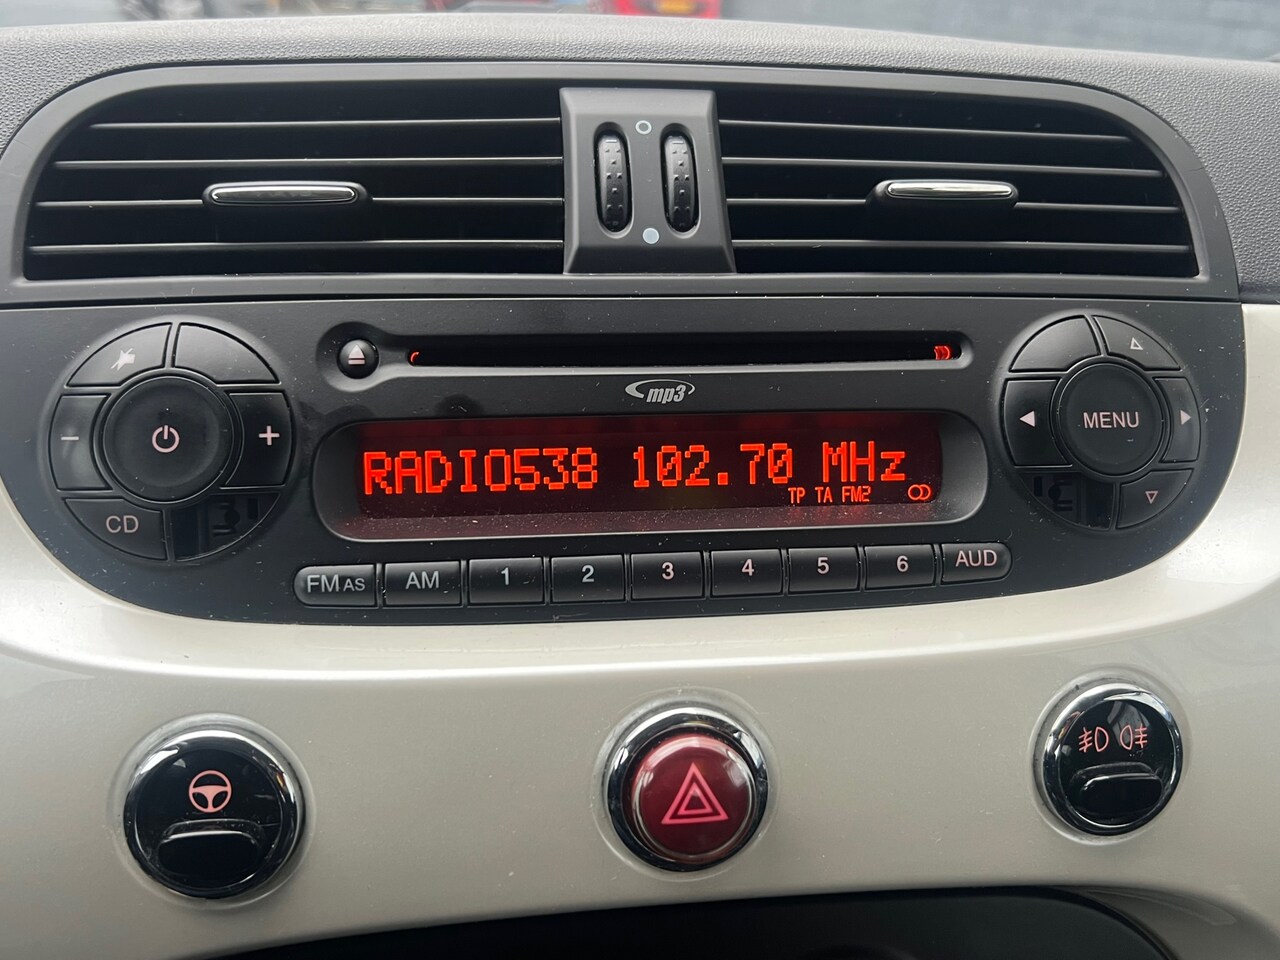 mp3
RADIO538 102.70 MHz
TP TA FM2
MENU
CD
FM AS AM 1 2 3 4 5 6 AUD